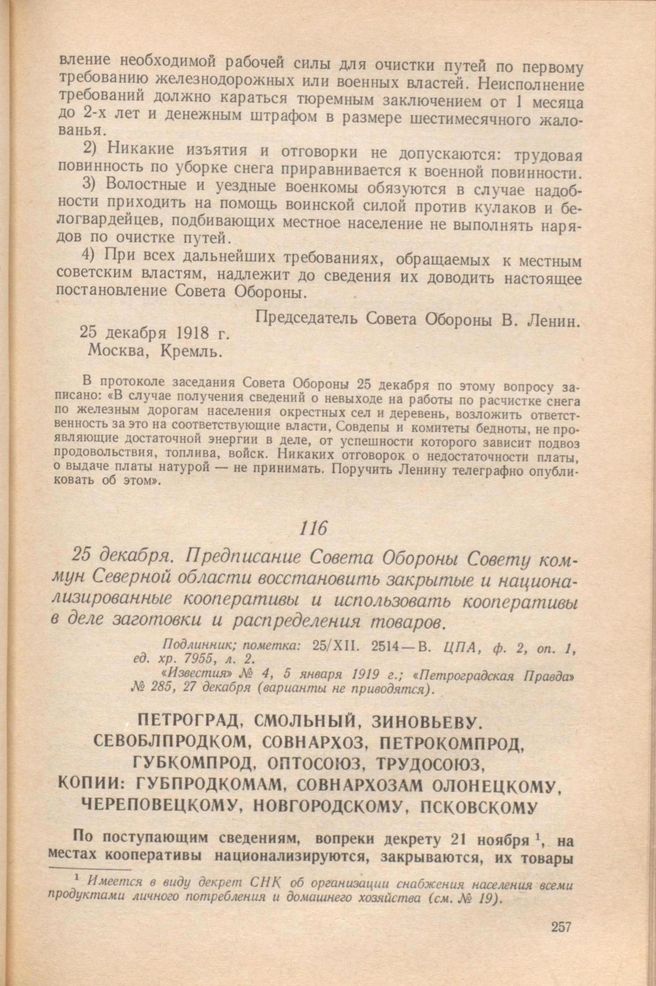 вление необходимой рабочей силы для очистки путей по первому
требованию железнодорожных или военных властей. Неисполнение
требований должно караться тюремным заключением от 1 месяца
до 2-х лет и денежным штрафом в размере шестимесячного жало-
ванья.
2) Никакие изъятия и отговорки не допускаются: трудовая
повинность по уборке снега приравнивается к военной повинности.
3) Волостные и уездные военкомы обязуются в случае надоб-
ности приходить на помощь воинской силой против кулаков и бе-
логвардейцев, подбивающих местное население не выполнять наря-
дов по очистке путей.
4) При всех дальнейших требованиях, обращаемых к местным
советским властям, надлежит до сведения их доводить настоящее
постановление Совета Обороны.
Председатель Совета Обороны В. Ленин.
25 декабря 1918 г.
Москва, Кремль.
В протоколе заседания Совета Обороны 25 декабря по этому вопросу за-
писано: «В случае получения сведений о невыходе на работы по расчистке снега
по железным дорогам населения окрестных сел и деревень, возложить ответст-
венность за это на соответствующие власти, Совдепы и комитеты бедноты, не про-
являющие достаточной энергии в деле, от успешности которого зависит подвоз
продовольствия, топлива, войск. Никаких отговорок о недостаточности платы,
о выдаче платы натурой — не принимать. Поручить Ленину телеграфно опубли-
ковать об этом».
116
25 декабря. Предписание Совета Обороны Совету ком-
мун Северной области восстановить закрытые и национа-
лизированные кооперативы и использовать кооперативы
в деле заготовки и распределения товаров.
Подлинник; пометка: 25/XII. 2514—В. ЦПА, ф. 2, оп. 1,
ед. хр. 7955, л. 2.
«Известия» № 4, 5 января 1919 г.; «Петроградская Правда»
№ 285, 27 декабря (варианты не приводятся).
ПЕТРОГРАД, СМОЛЬНЫЙ, ЗИНОВЬЕВУ.
СЕВОБЛПРОДКОМ, СОВНАРХОЗ, ПЕТРОКОМПРОД,
ГУБКОМПРОД, ОПТОСОЮЗ, ТРУДОСОЮЗ,
КОПИИ: ГУБПРОДКОМАМ, СОВНАРХОЗАМ ОЛОНЕЦКОМУ,
ЧЕРЕПОВЕЦКОМУ, НОВГОРОДСКОМУ, ПСКОВСКОМУ
По поступающим сведениям, вопреки декрету 21 ноября ¹, на
местах кооперативы национализируются, закрываются, их товары
¹ Имеется в виду декрет СНК об организации снабжения населения всеми
продуктами личного потребления и домашнего хозяйства (см. № 19).
257